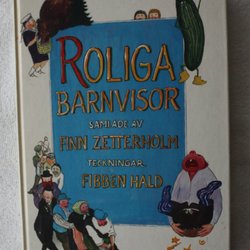 ROLIGA
BARNVISOR
SAMLADE AV
FINN ZETTERHOLM
TECKNINGAR
FIBBEN HALD